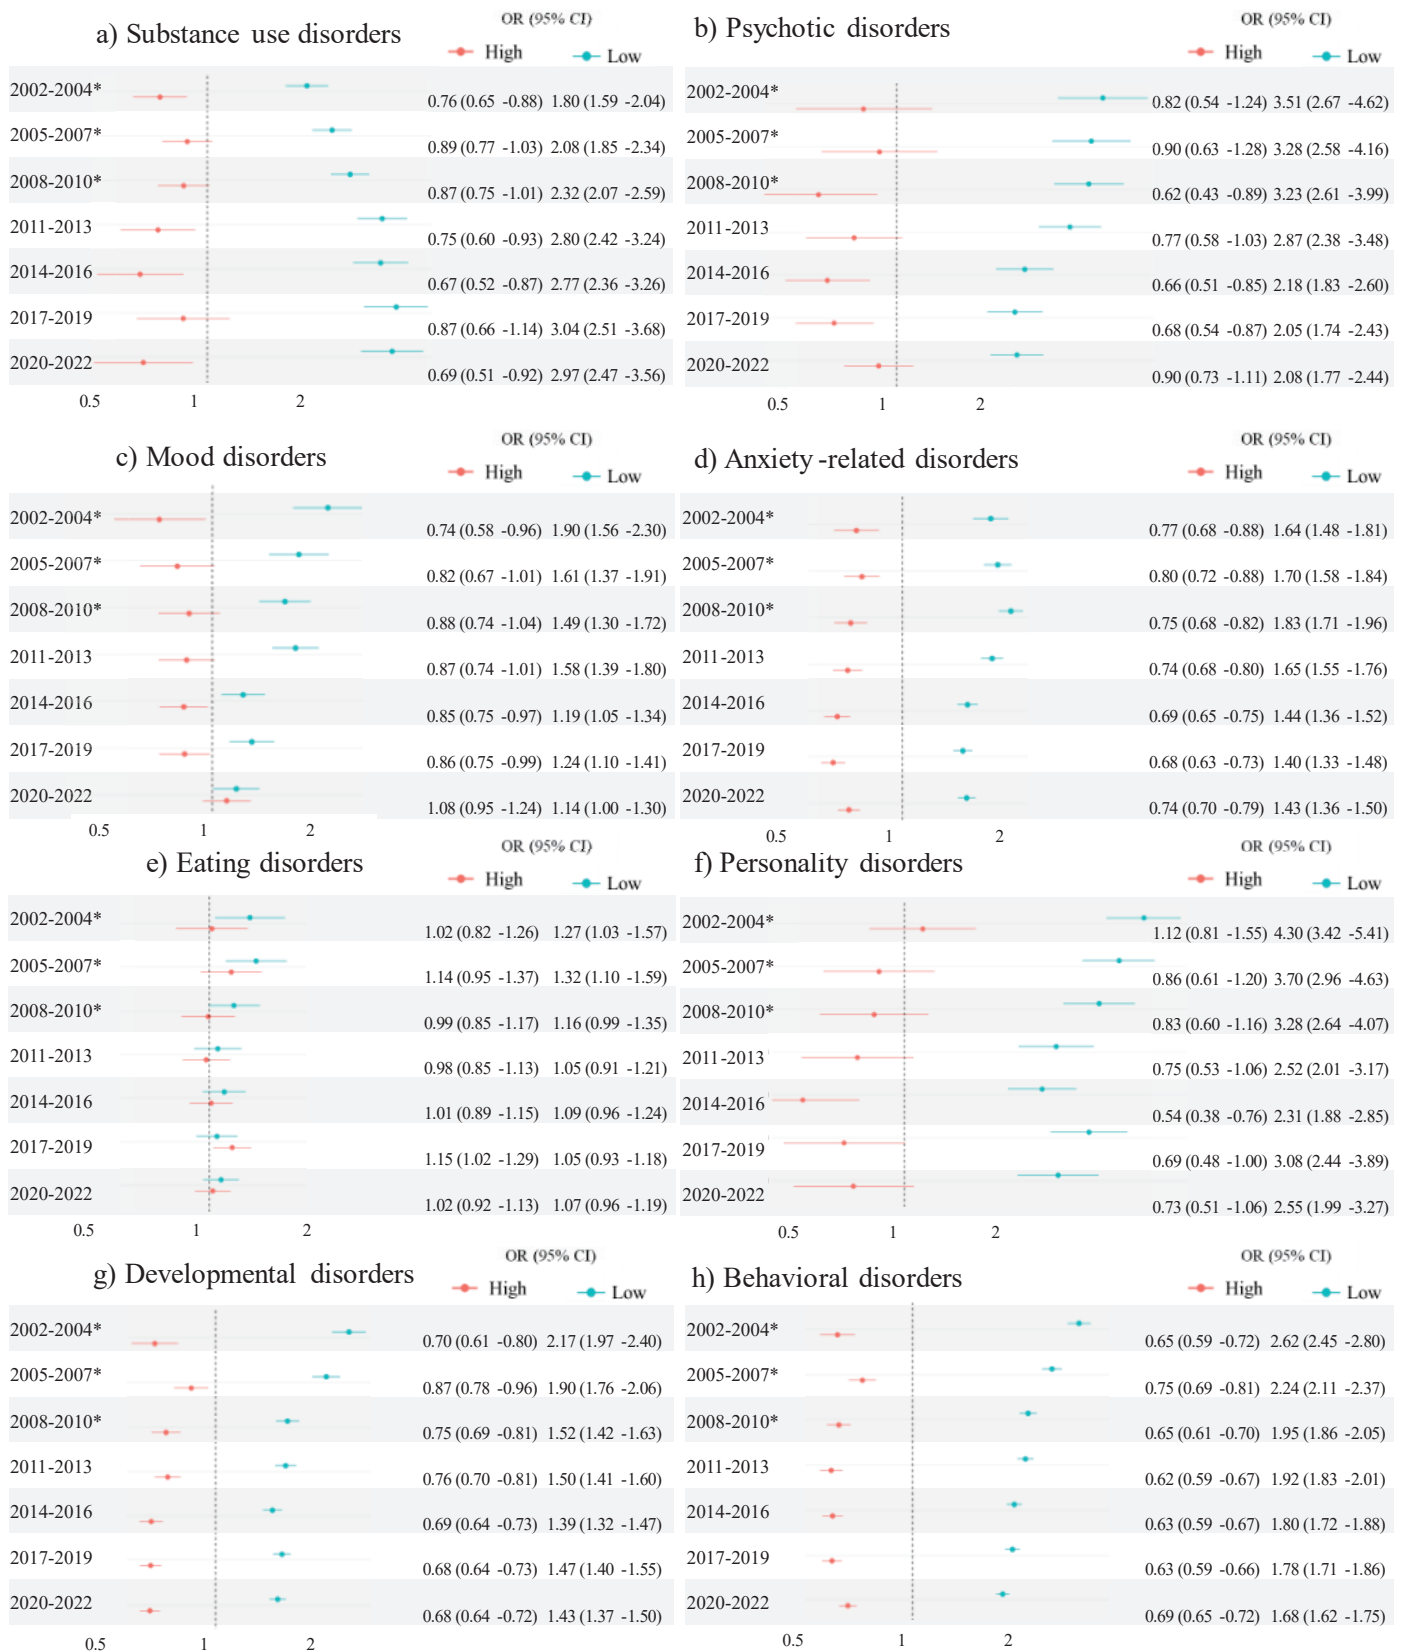 a) Substance use disorders
OR (95% CI)
High Low
2002-2004* 0.76 (0.65 -0.88) 1.80 (1.59 -2.04)
2005-2007* 0.89 (0.77 -1.03) 2.08 (1.85 -2.34)
2008-2010* 0.87 (0.75 -1.01) 2.32 (2.07 -2.59)
2011-2013 0.75 (0.60 -0.93) 2.80 (2.42 -3.24)
2014-2016 0.67 (0.52 -0.87) 2.77 (2.36 -3.26)
2017-2019 0.87 (0.66 -1.14) 3.04 (2.51 -3.68)
2020-2022 0.69 (0.51 -0.92) 2.97 (2.47 -3.56)
0.5 1 2
b) Psychotic disorders
OR (95% CI)
High Low
2002-2004* 0.82 (0.54 -1.24) 3.51 (2.67 -4.62)
2005-2007* 0.90 (0.63 -1.28) 3.28 (2.58 -4.16)
2008-2010* 0.62 (0.43 -0.89) 3.23 (2.61 -3.99)
2011-2013 0.77 (0.58 -1.03) 2.87 (2.38 -3.48)
2014-2016 0.66 (0.51 -0.85) 2.18 (1.83 -2.60)
2017-2019 0.68 (0.54 -0.87) 2.05 (1.74 -2.43)
2020-2022 0.90 (0.73 -1.11) 2.08 (1.77 -2.44)
0.5 1 2
c) Mood disorders
OR (95% CI)
High Low
2002-2004* 0.74 (0.58 -0.96) 1.90 (1.56 -2.30)
2005-2007* 0.82 (0.67 -1.01) 1.61 (1.37 -1.91)
2008-2010* 0.88 (0.74 -1.04) 1.49 (1.30 -1.72)
2011-2013 0.87 (0.74 -1.01) 1.58 (1.39 -1.80)
2014-2016 0.85 (0.75 -0.97) 1.19 (1.05 -1.34)
2017-2019 0.86 (0.75 -0.99) 1.24 (1.10 -1.41)
2020-2022 1.08 (0.95 -1.24) 1.14 (1.00 -1.30)
0.5 1 2
d) Anxiety -related disorders
OR (95% CI)
High Low
2002-2004* 0.77 (0.68 -0.88) 1.64 (1.48 -1.81)
2005-2007* 0.80 (0.72 -0.88) 1.70 (1.58 -1.84)
2008-2010* 0.75 (0.68 -0.82) 1.83 (1.71 -1.96)
2011-2013 0.74 (0.68 -0.80) 1.65 (1.55 -1.76)
2014-2016 0.69 (0.65 -0.75) 1.44 (1.36 -1.52)
2017-2019 0.68 (0.63 -0.73) 1.40 (1.33 -1.48)
2020-2022 0.74 (0.70 -0.79) 1.43 (1.36 -1.50)
0.5 1 2
e) Eating disorders
OR (95% CI)
High Low
2002-2004* 1.02 (0.82 -1.26) 1.27 (1.03 -1.57)
2005-2007* 1.14 (0.95 -1.37) 1.32 (1.10 -1.59)
2008-2010* 0.99 (0.85 -1.17) 1.16 (0.99 -1.35)
2011-2013 0.98 (0.85 -1.13) 1.05 (0.91 -1.21)
2014-2016 1.01 (0.89 -1.15) 1.09 (0.96 -1.24)
2017-2019 1.15 (1.02 -1.29) 1.05 (0.93 -1.18)
2020-2022 1.02 (0.92 -1.13) 1.07 (0.96 -1.19)
0.5 1 2
f) Personality disorders
OR (95% CI)
High Low
2002-2004* 1.12 (0.81 -1.55) 4.30 (3.42 -5.41)
2005-2007* 0.86 (0.61 -1.20) 3.70 (2.96 -4.63)
2008-2010* 0.83 (0.60 -1.16) 3.28 (2.64 -4.07)
2011-2013 0.75 (0.53 -1.06) 2.52 (2.01 -3.17)
2014-2016 0.54 (0.38 -0.76) 2.31 (1.88 -2.85)
2017-2019 0.69 (0.48 -1.00) 3.08 (2.44 -3.89)
2020-2022 0.73 (0.51 -1.06) 2.55 (1.99 -3.27)
0.5 1 2
g) Developmental disorders
OR (95% CI)
High Low
2002-2004* 0.70 (0.61 -0.80) 2.17 (1.97 -2.40)
2005-2007* 0.87 (0.78 -0.96) 1.90 (1.76 -2.06)
2008-2010* 0.75 (0.69 -0.81) 1.52 (1.42 -1.63)
2011-2013 0.76 (0.70 -0.81) 1.50 (1.41 -1.60)
2014-2016 0.69 (0.64 -0.73) 1.39 (1.32 -1.47)
2017-2019 0.68 (0.64 -0.73) 1.47 (1.40 -1.55)
2020-2022 0.68 (0.64 -0.72) 1.43 (1.37 -1.50)
0.5 1 2
h) Behavioral disorders
OR (95% CI)
High Low
2002-2004* 0.65 (0.59 -0.72) 2.62 (2.45 -2.80)
2005-2007* 0.75 (0.69 -0.81) 2.24 (2.11 -2.37)
2008-2010* 0.65 (0.61 -0.70) 1.95 (1.86 -2.05)
2011-2013 0.62 (0.59 -0.67) 1.92 (1.83 -2.01)
2014-2016 0.63 (0.59 -0.67) 1.80 (1.72 -1.88)
2017-2019 0.63 (0.59 -0.66) 1.78 (1.71 -1.86)
2020-2022 0.69 (0.65 -0.72) 1.68 (1.62 -1.75)
0.5 1 2